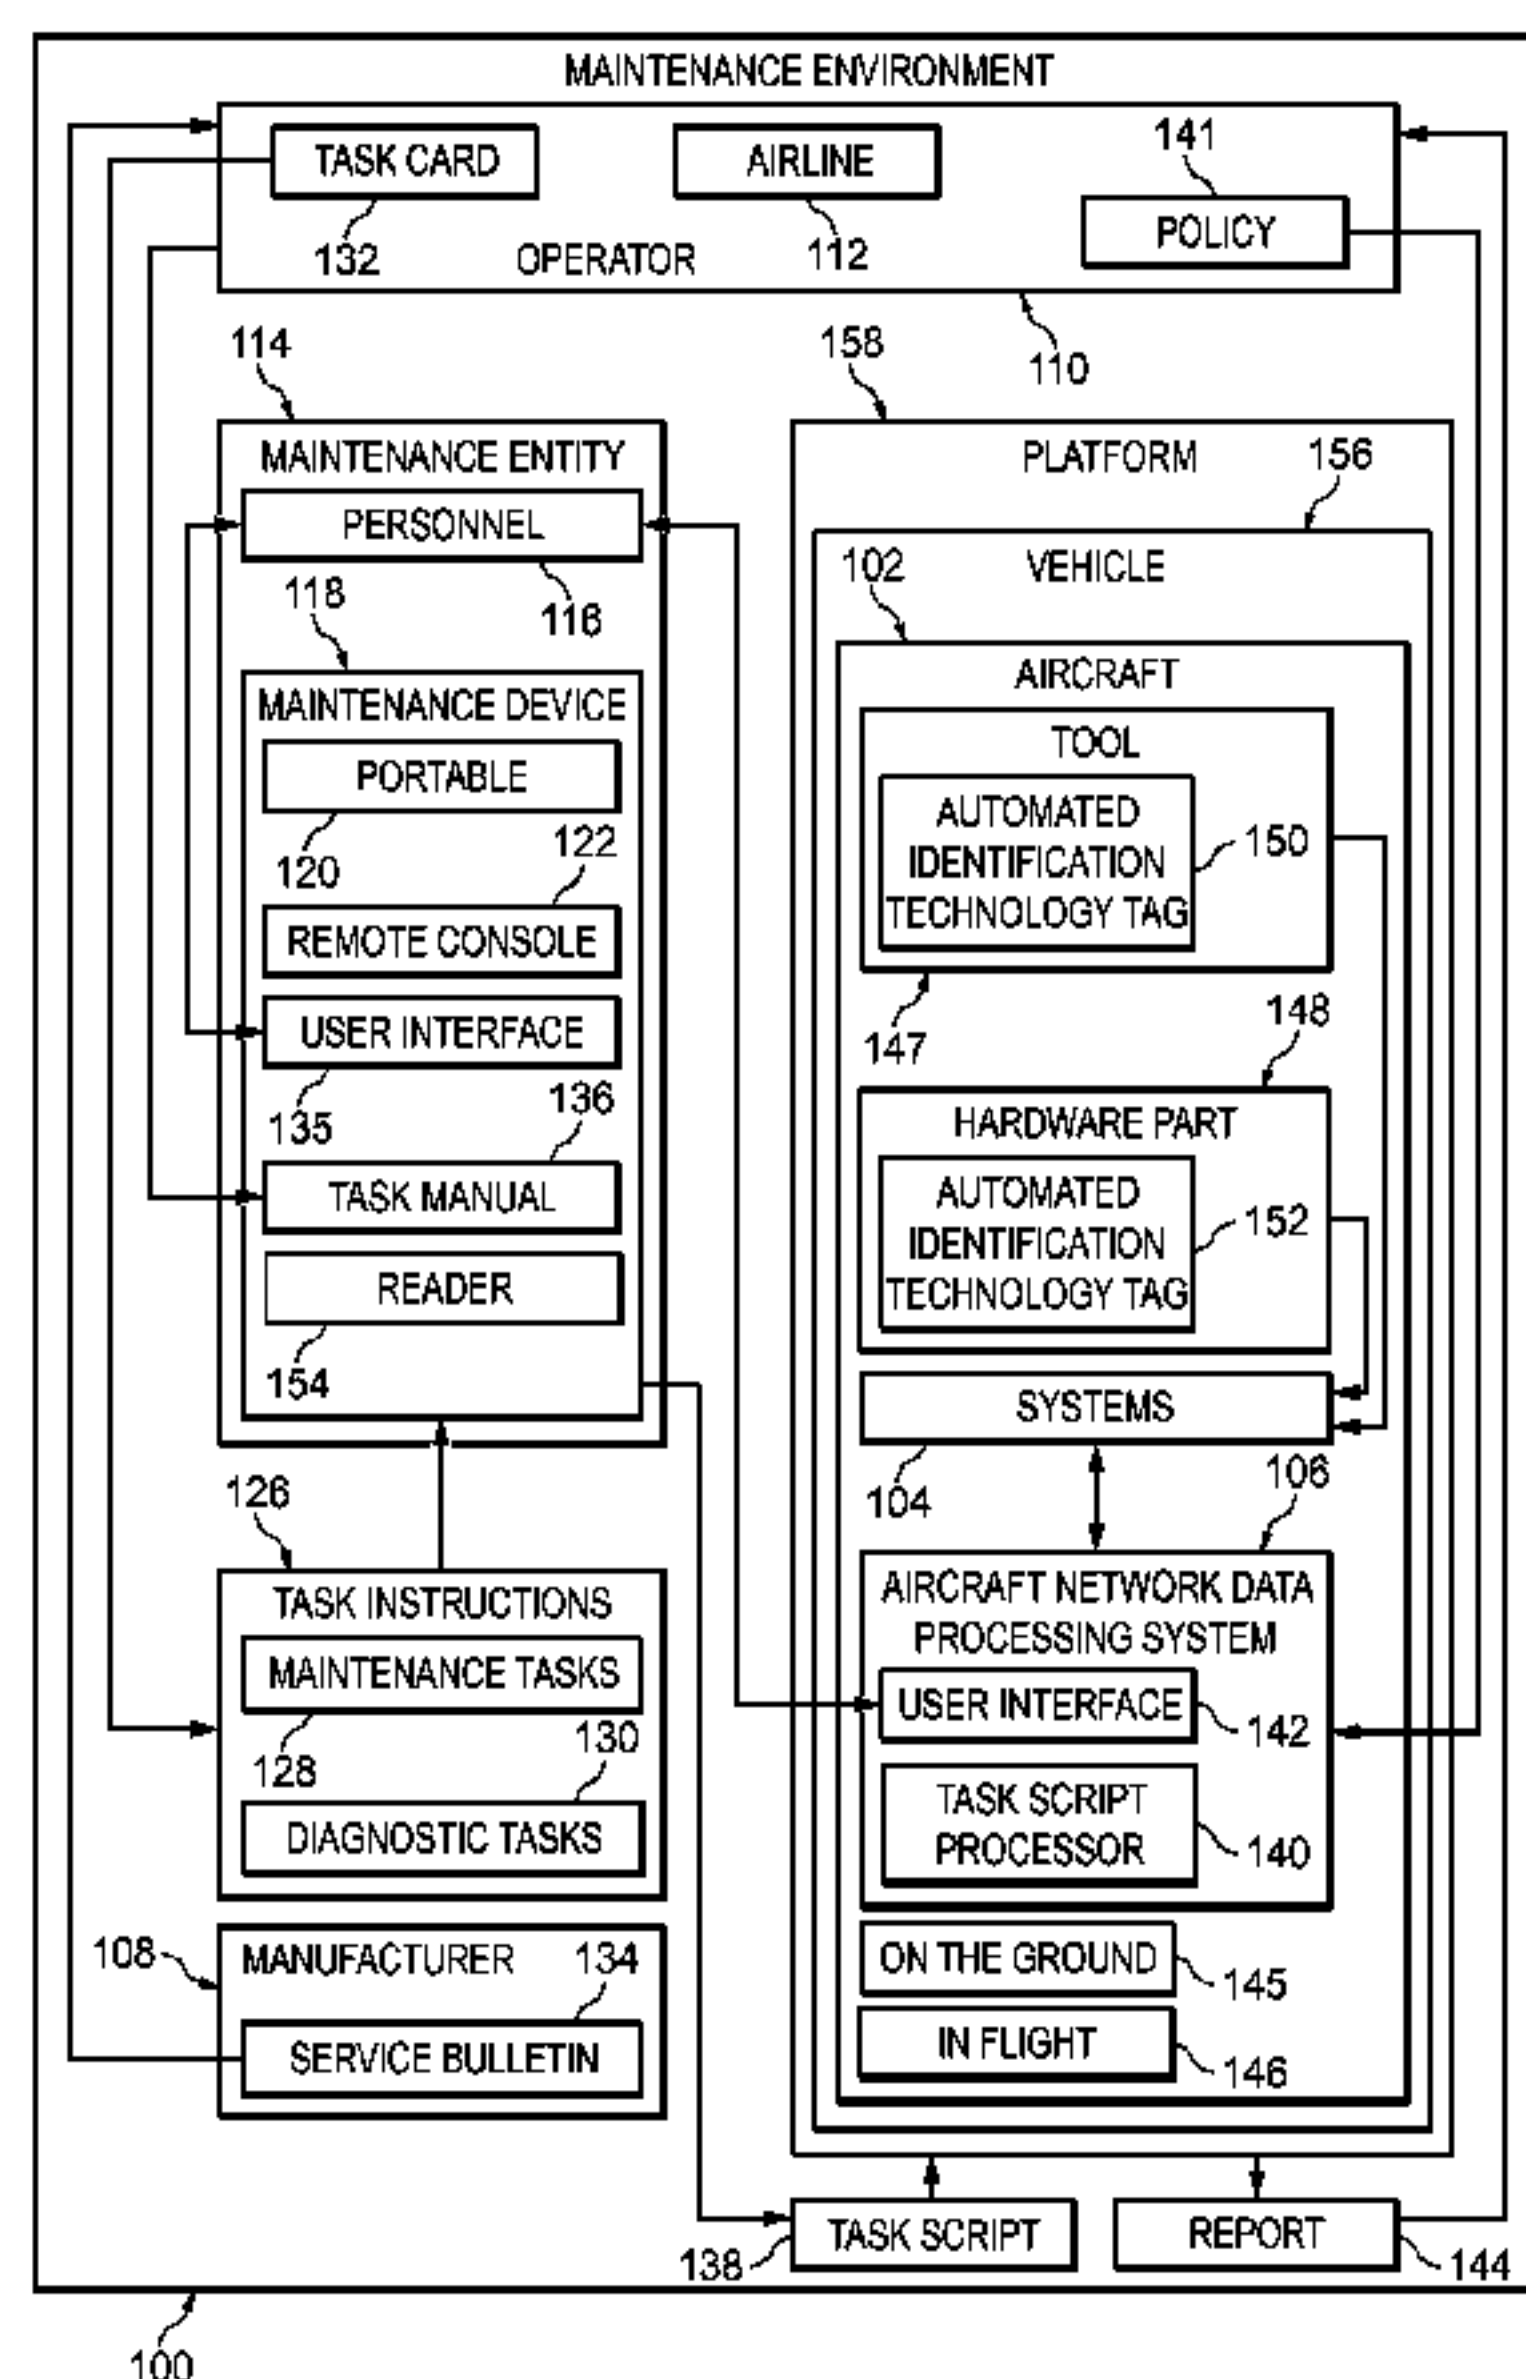 MAINTENANCE ENVIRONMENT
TASK CARD
132
AIRLINE
112
141
POLICY
OPERATOR
110
114
MAINTENANCE ENTITY
PERSONNEL
116
118
MAINTENANCE DEVICE
PORTABLE
120
122
REMOTE CONSOLE
USER INTERFACE
135
136
TASK MANUAL
READER
154
126
TASK INSTRUCTIONS
MAINTENANCE TASKS
128
130
DIAGNOSTIC TASKS
108
MANUFACTURER
134
SERVICE BULLETIN
158
PLATFORM
156
VEHICLE
102
AIRCRAFT
TOOL
AUTOMATED
IDENTIFICATION
TECHNOLOGY TAG
150
147
148
HARDWARE PART
AUTOMATED
IDENTIFICATION
TECHNOLOGY TAG
152
SYSTEMS
104
106
AIRCRAFT NETWORK DATA
PROCESSING SYSTEM
USER INTERFACE
142
TASK SCRIPT
PROCESSOR
140
ON THE GROUND
145
IN FLIGHT
146
TASK SCRIPT
138
REPORT
144
100